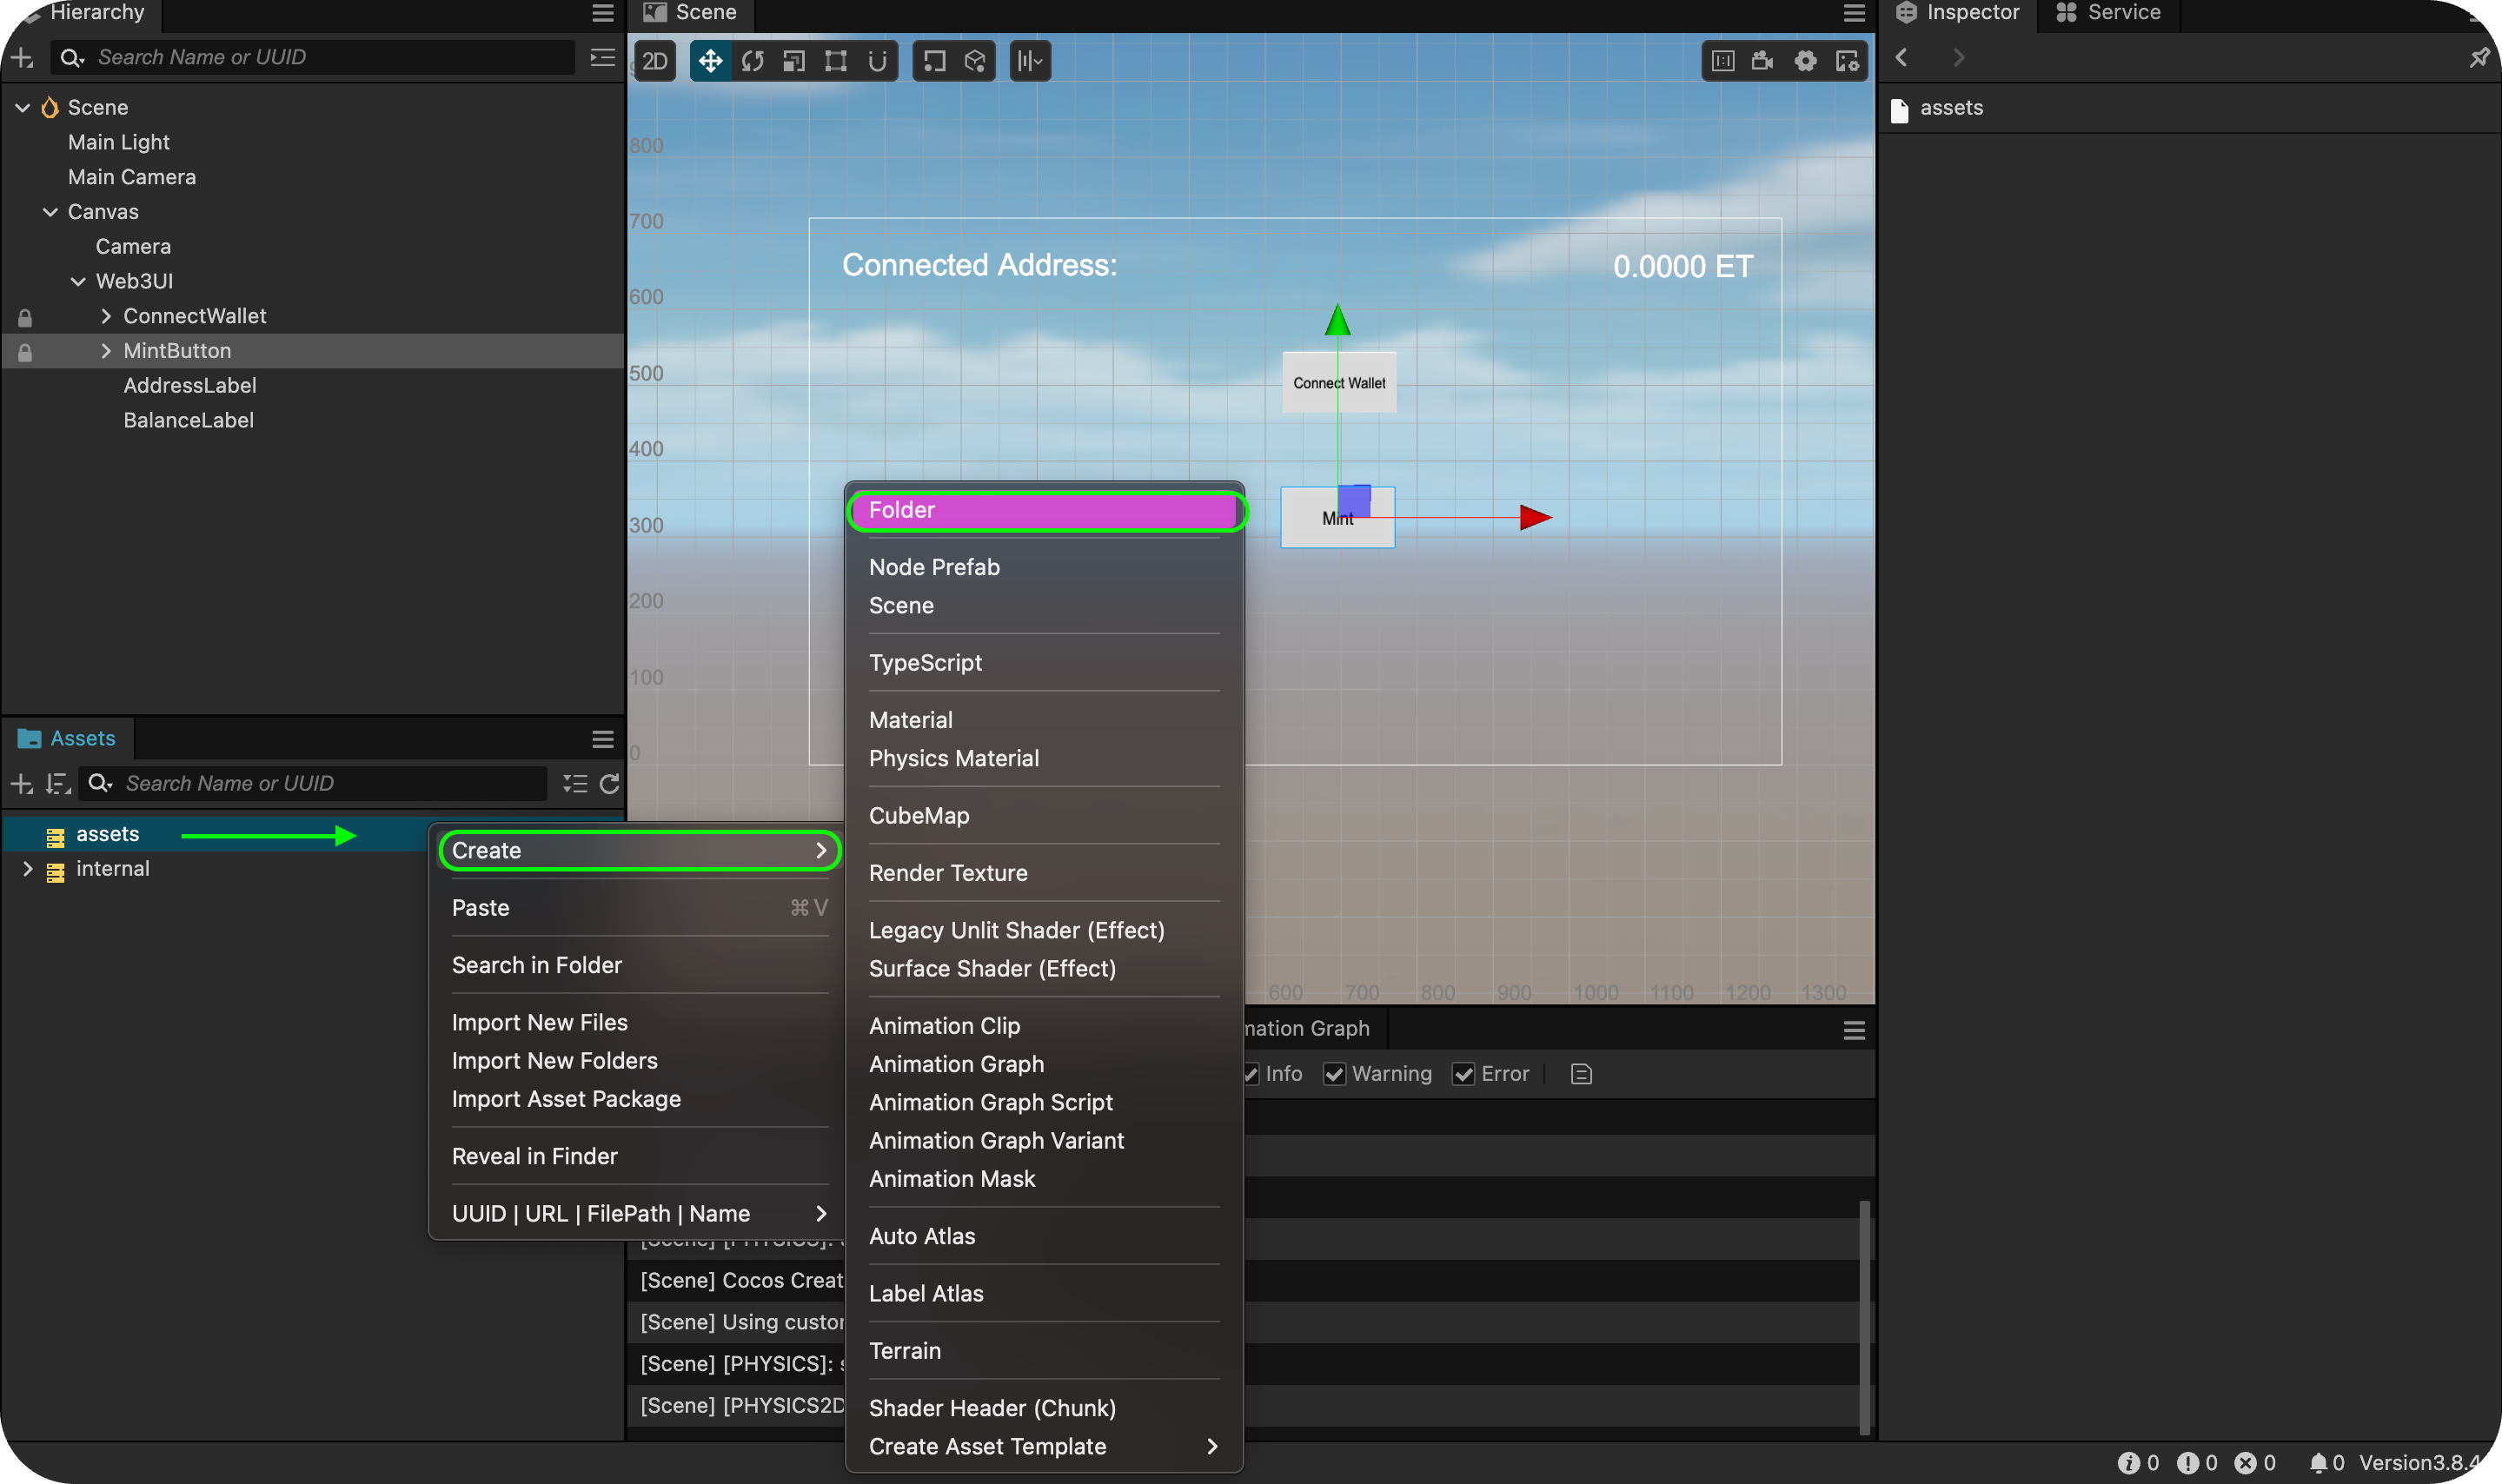 Hierarchy
Search Name or UUID
Scene
Main Light
Main Camera
Canvas
Camera
Web3UI
ConnectWallet
MintButton
AddressLabel
BalanceLabel
Assets
Search Name or UUID
assets
internal
Scene
2D
800
700
600
500
400
300
200
100
0
Connected Address:
0.0000 ET
Connect Wallet
Mint
600 700 800 900 1000 1100 1200 1300
Create
Paste ⌘ V
Search in Folder
Import New Files
Import New Folders
Import Asset Package
Reveal in Finder
UUID | URL | FilePath | Name
Folder
Node Prefab
Scene
TypeScript
Material
Physics Material
CubeMap
Render Texture
Legacy Unlit Shader (Effect)
Surface Shader (Effect)
Animation Clip
Animation Graph
Animation Graph Script
Animation Graph Variant
Animation Mask
Auto Atlas
Label Atlas
Terrain
Shader Header (Chunk)
Create Asset Template
mation Graph
Info Warning Error
[Scene] [PHYSICS]:
[Scene] Cocos Creat
[Scene] Using custor
[Scene] [PHYSICS]: s
[Scene] [PHYSICS2D
Inspector
Service
assets
0 0 0 0 Version3.8.4